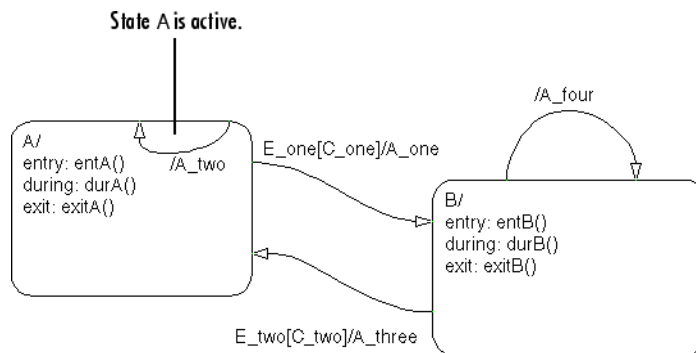 State A is active.
/A_four
A/
entry: entA()
during: durA()
exit: exitA()
/A_two
E_one[C_one]/A_one
B/
entry: entB()
during: durB()
exit: exitB()
E_two[C_two]/A_three